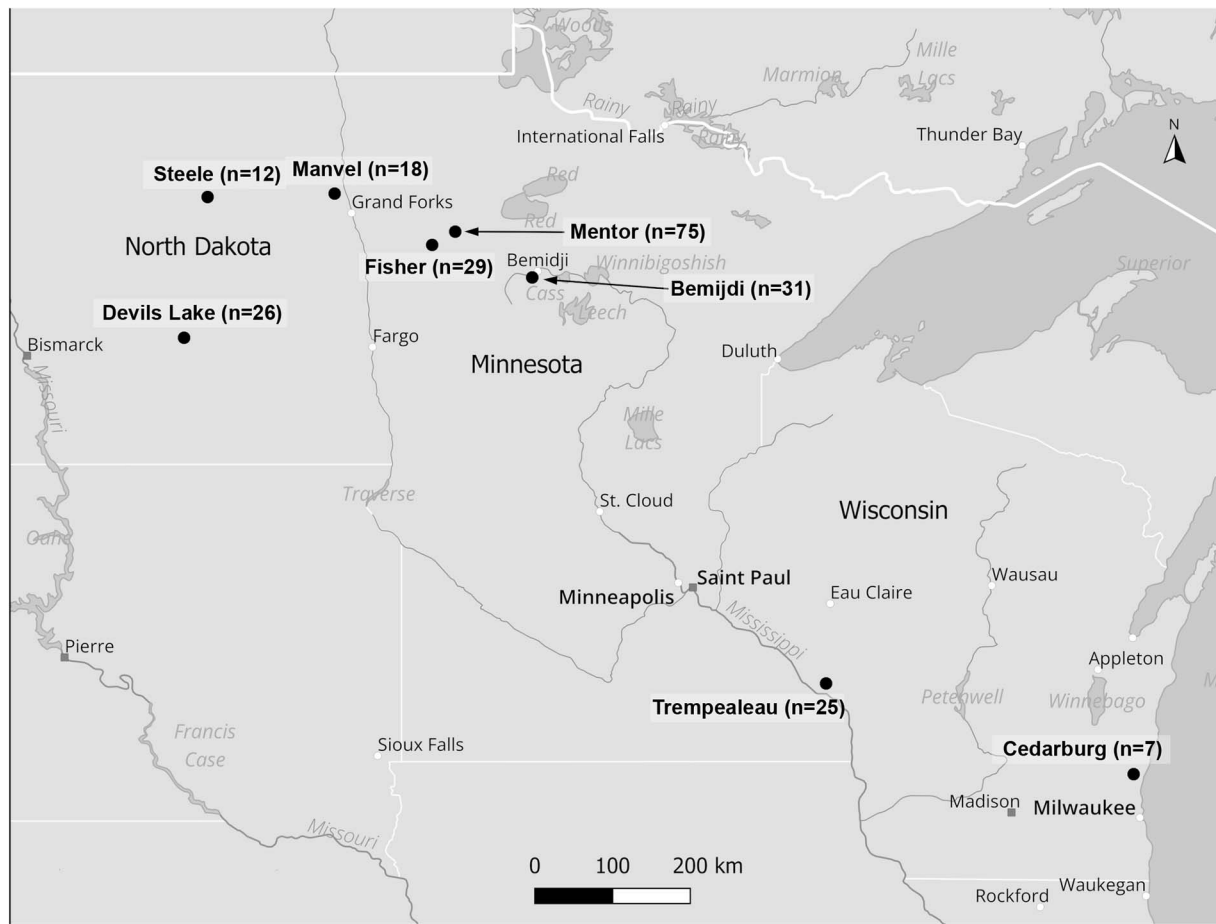 Woods
Mille
Lacs
Marmion
Rainy
Rainy
Rainy
International Falls
Thunder Bay
N
Steele (n=12)
Manvel (n=18)
Red
Grand Forks
Red
Mentor (n=75)
North Dakota
Fisher (n=29)
Bemidji
Winnibigoshish
Superior
Bemijdi (n=31)
Cass
Leech
Devils Lake (n=26)
Bismarck
Fargo
Duluth
Minnesota
Missouri
Mille
Lacs
Traverse
St. Cloud
Wisconsin
Oahe
Saint Paul
Wausau
Minneapolis
Eau Claire
Mississippi
Pierre
Appleton
Trempealeau (n=25)
Petenwell
Winnebago
Francis
Case
Sioux Falls
Cedarburg (n=7)
Madison
Milwaukee
Missouri
0 100 200 km
Rockford
Waukegan